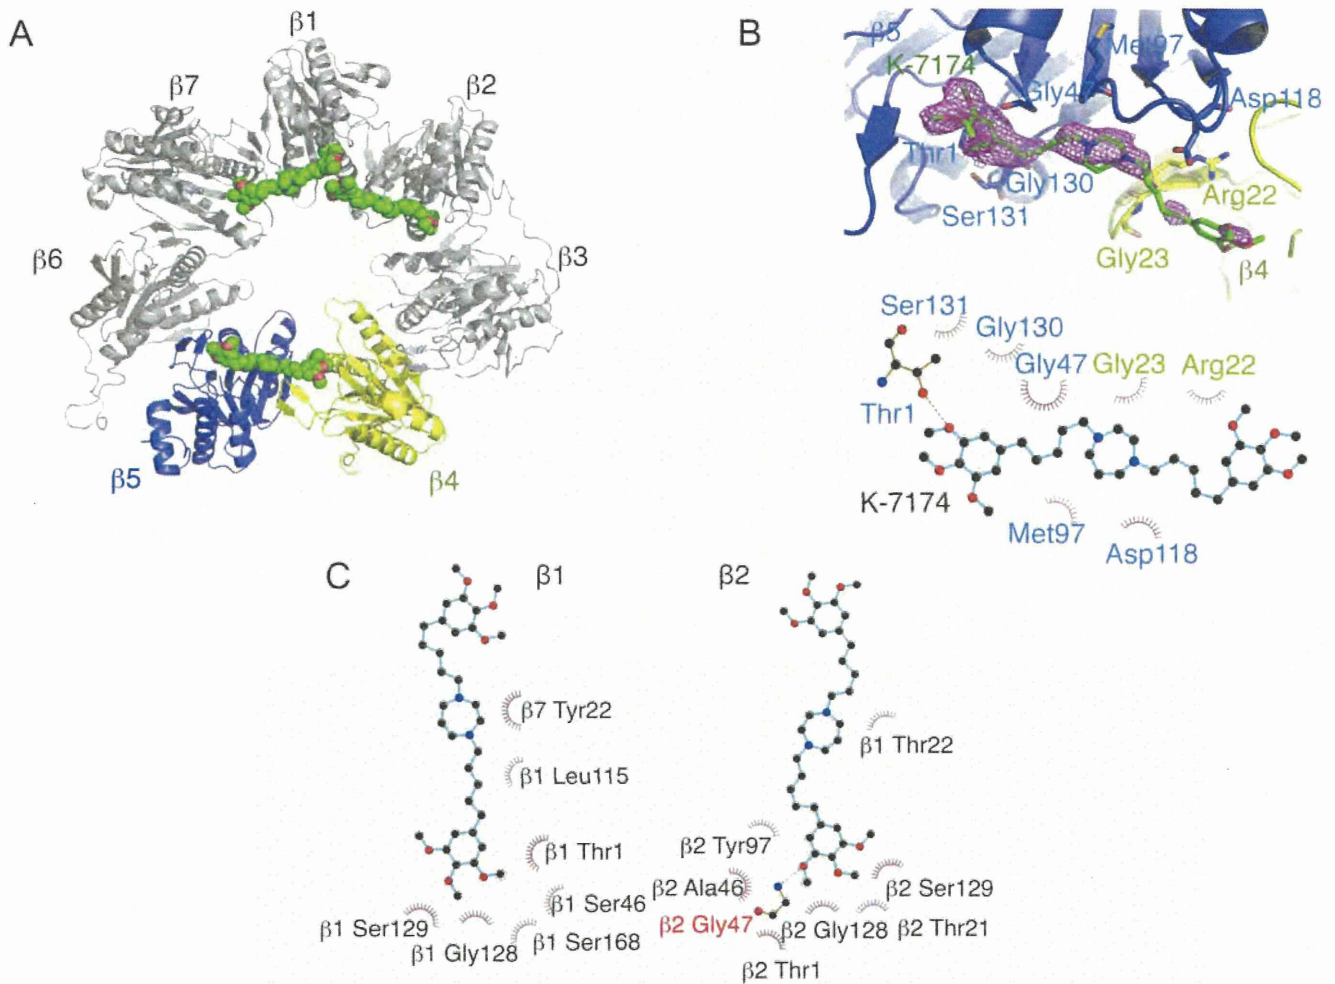 A
β1
β7
β2
β6
β3
β5
β4
B
β5
Met97
K-7174
Gly47
Asp118
Thr1
Gly130
Arg22
Ser131
Gly23
β4
Ser131
Gly130
Gly47
Gly23
Arg22
Thr1
K-7174
Met97
Asp118
C
β1
β7 Tyr22
β1 Leu115
β1 Thr1
β1 Ser46
β1 Ser129
β1 Gly128
β1 Ser168
β2
β1 Thr22
β2 Tyr97
β2 Ala46
β2 Ser129
β2 Gly47
β2 Gly128
β2 Thr21
β2 Thr1